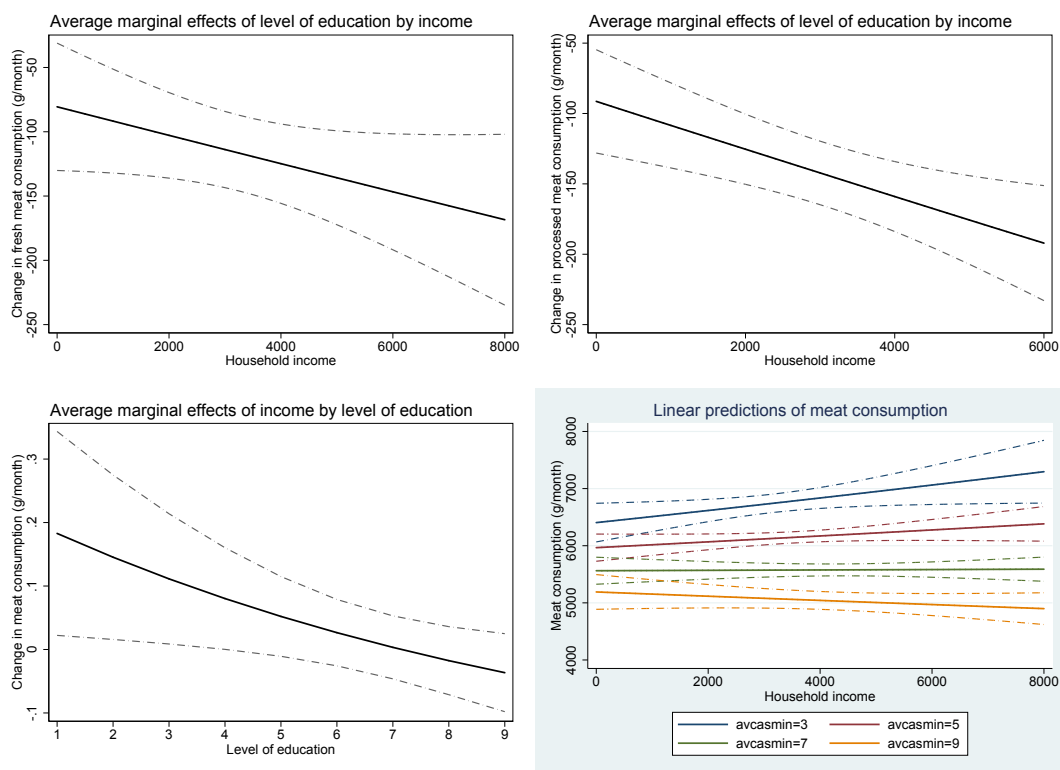 Average marginal effects of level of education by income
Change in fresh meat consumption (g/month)
-50
-100
-150
-200
-250
0 2000 4000 6000 8000
Household income
Average marginal effects of level of education by income
Change in processed meat consumption (g/month)
-50
-100
-150
-200
-250
0 2000 4000 6000
Household income
Average marginal effects of income by level of education
Change in meat consumption (g/month)
.3
.2
.1
0
-.1
1 2 3 4 5 6 7 8 9
Level of education
Linear predictions of meat consumption
Meat consumption (g/month)
8000
7000
6000
5000
4000
0 2000 4000 6000 8000
Household income
avcasmin=3 avcasmin=5
avcasmin=7 avcasmin=9